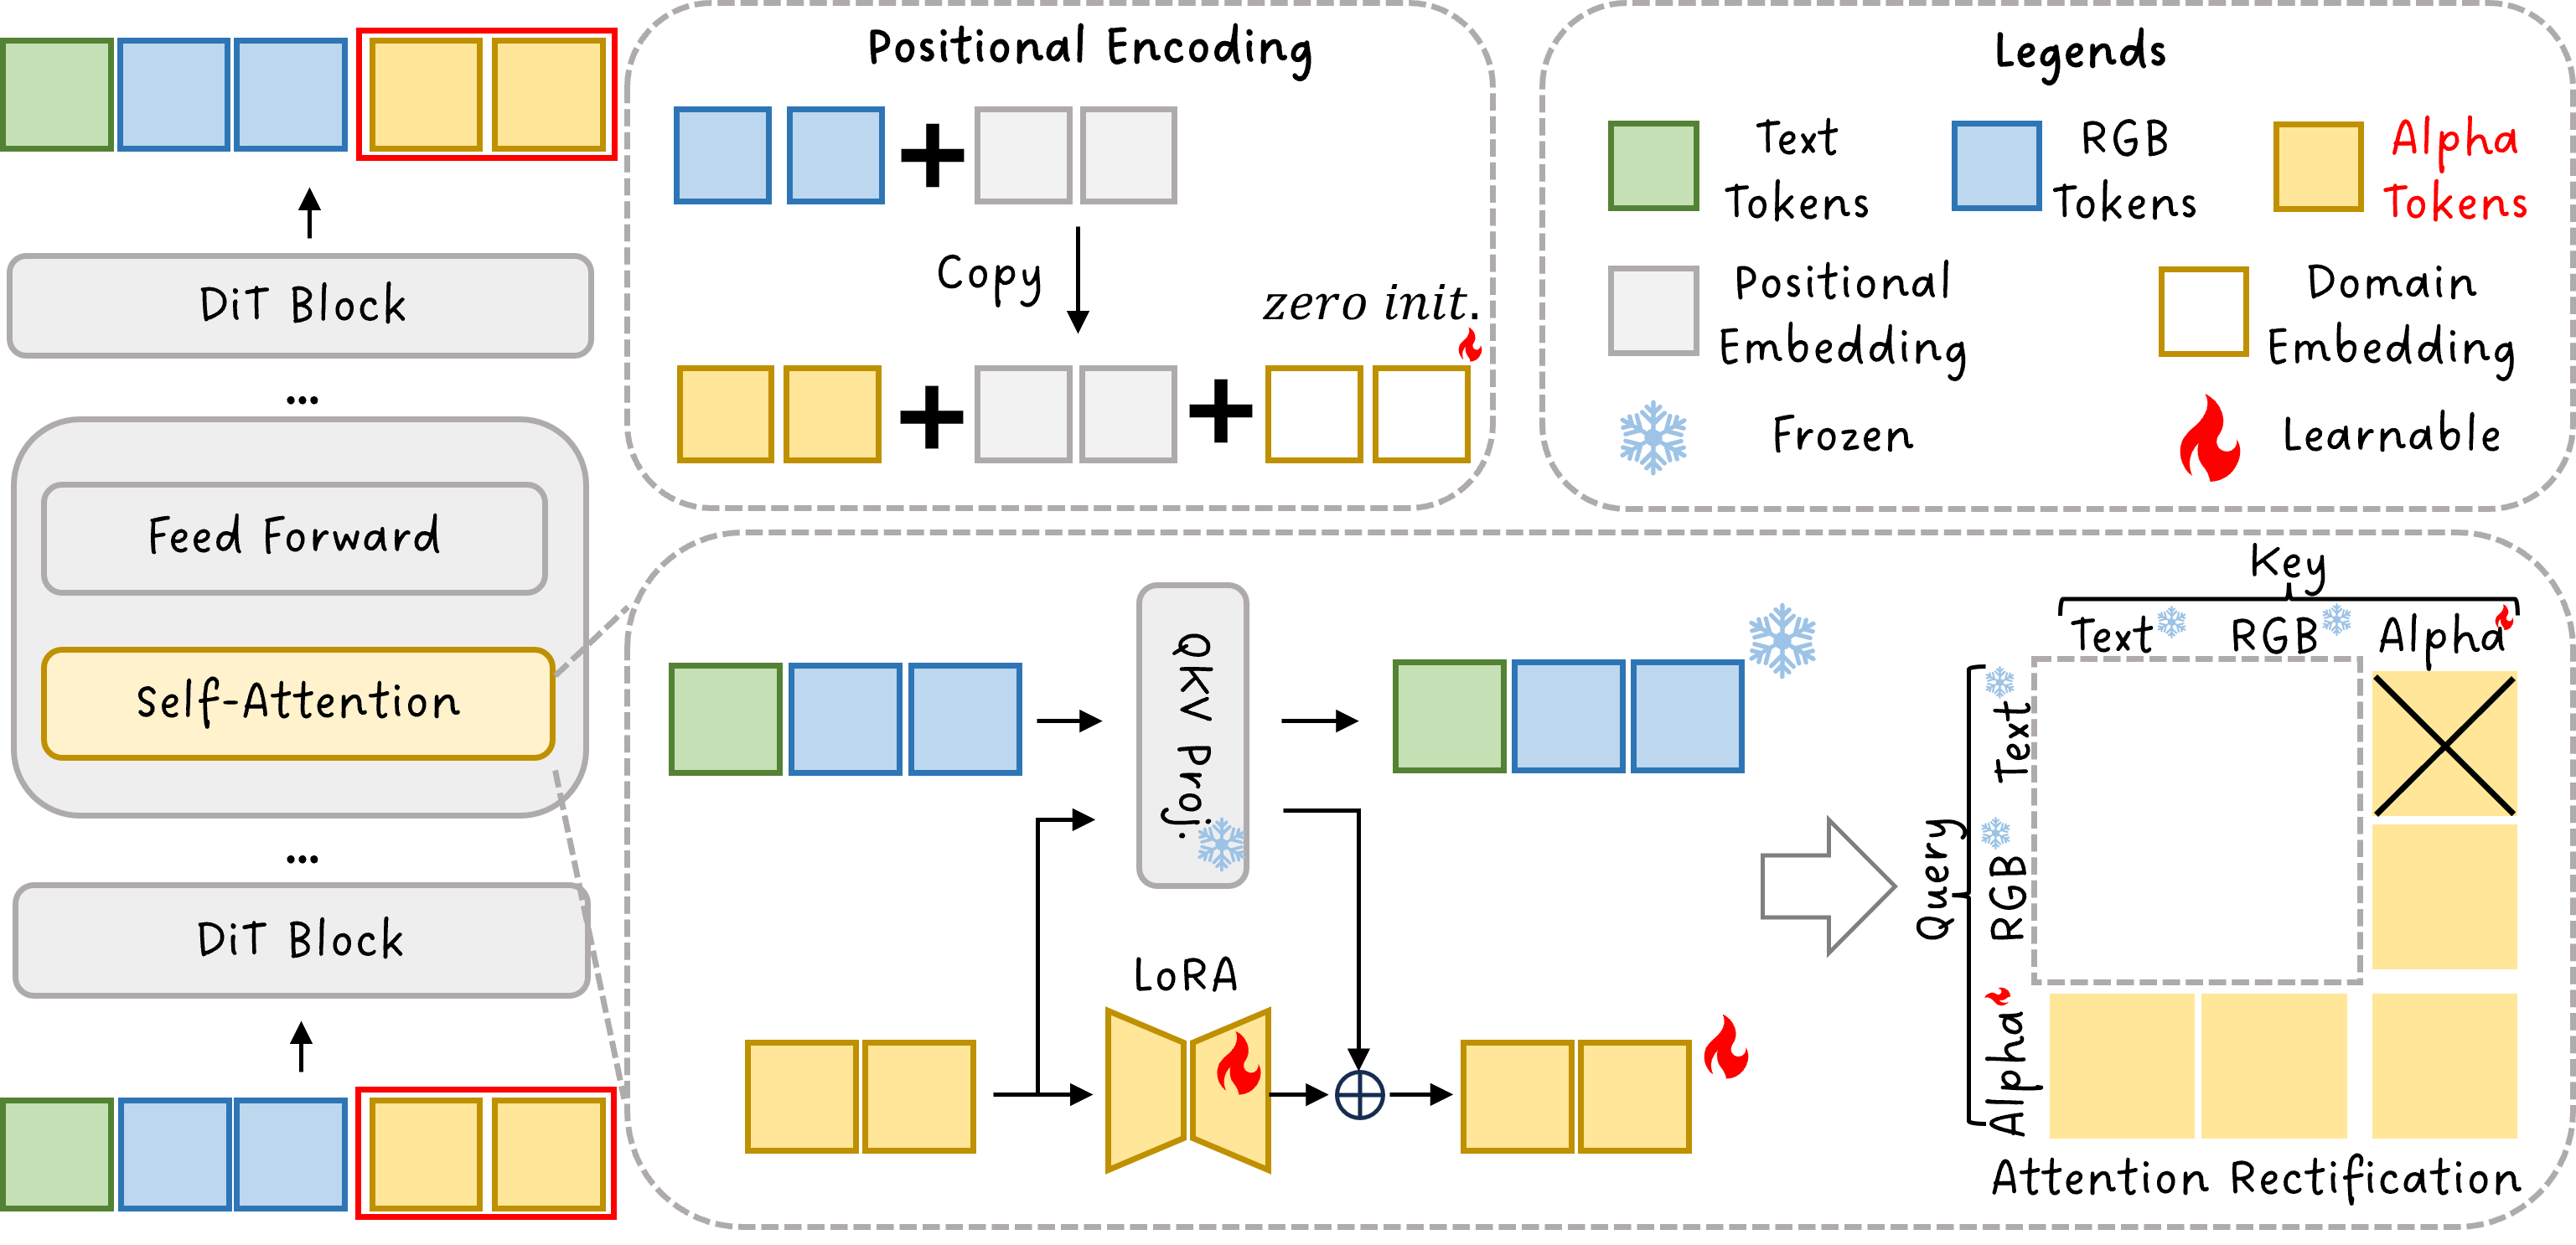 DiT Block
...
Feed Forward
Self-Attention
...
DiT Block
Positional Encoding
Copy
zero init.
Legends
Text
Tokens
RGB
Tokens
Alpha
Tokens
Positional
Embedding
Domain
Embedding
Frozen
Learnable
QKV Proj.
LoRA
Key
Text
RGB
Alpha
Query
Text
RGB
Alpha
Attention Rectification